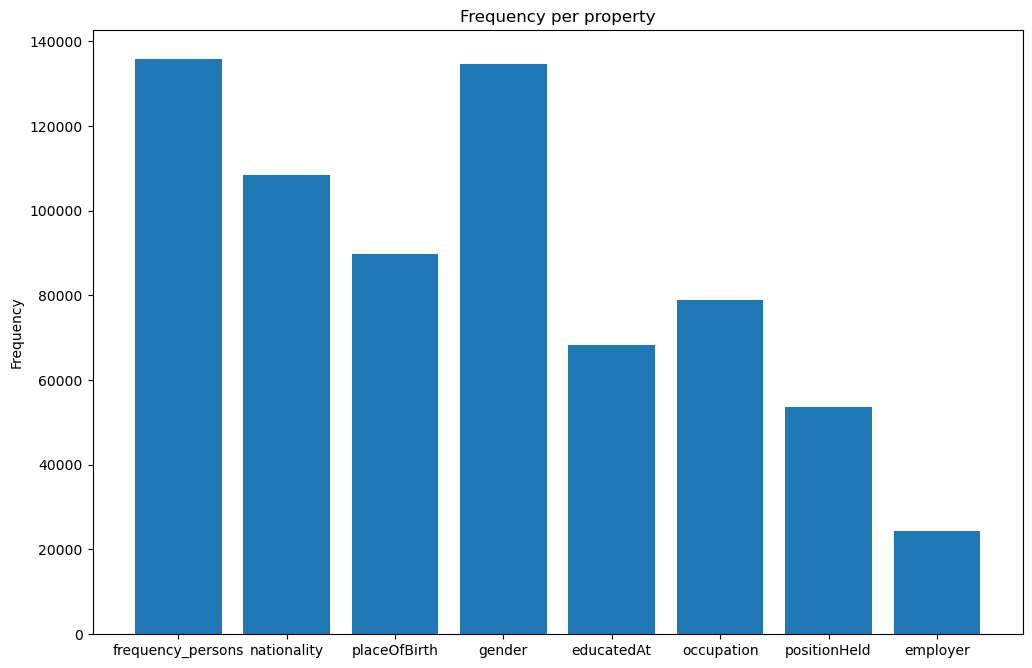 Frequency per property
Frequency
140000
120000
100000
80000
60000
40000
20000
0
frequency_persons nationality placeOfBirth gender educatedAt occupation positionHeld employer